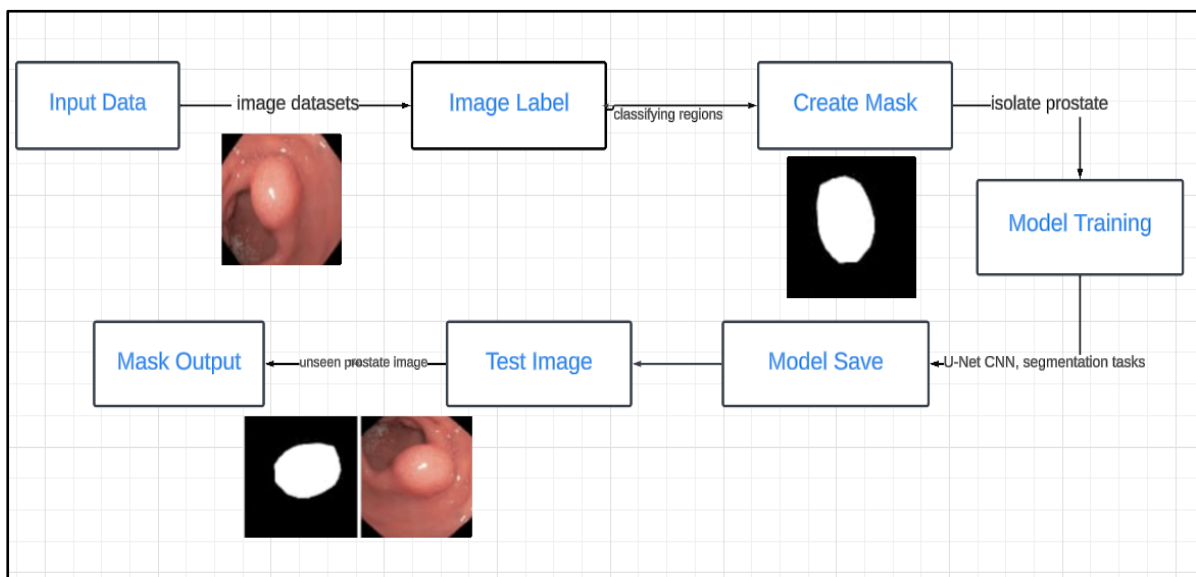 Input Data
image datasets
Image Label
classifying regions
Create Mask
isolate prostate
Model Training
U-Net CNN, segmentation tasks
Model Save
Test Image
unseen prostate image
Mask Output